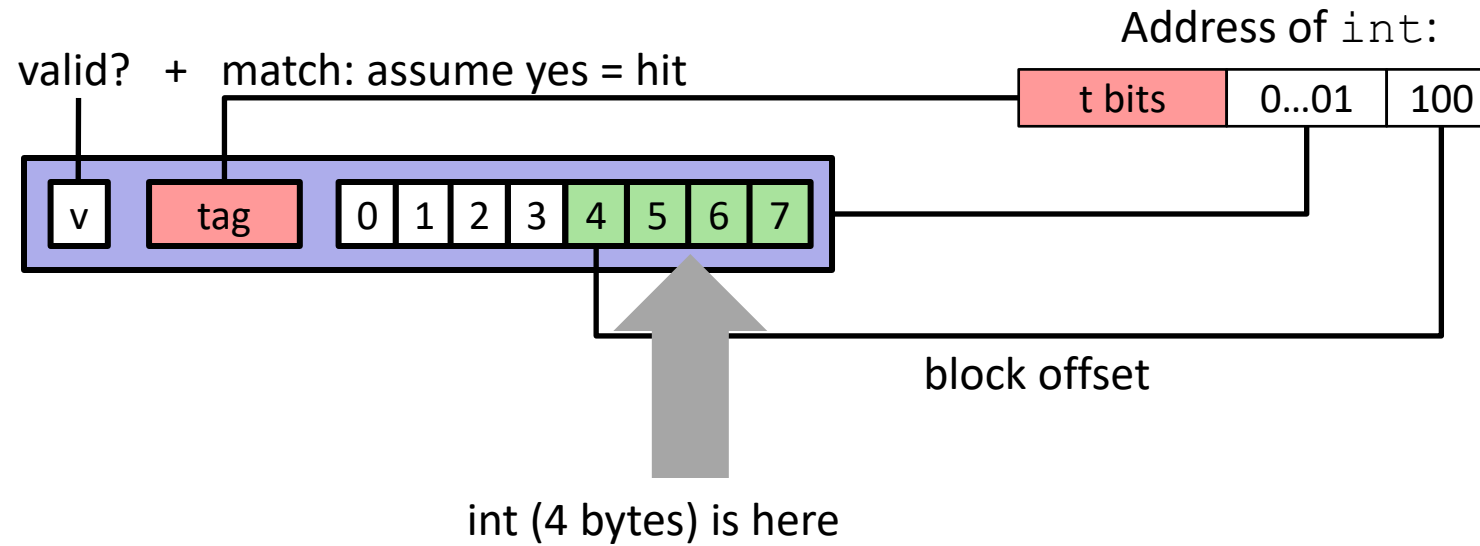 Address of int:
valid? + match: assume yes = hit
t bits 0...01 100
v tag 0 1 2 3 4 5 6 7
block offset
int (4 bytes) is here